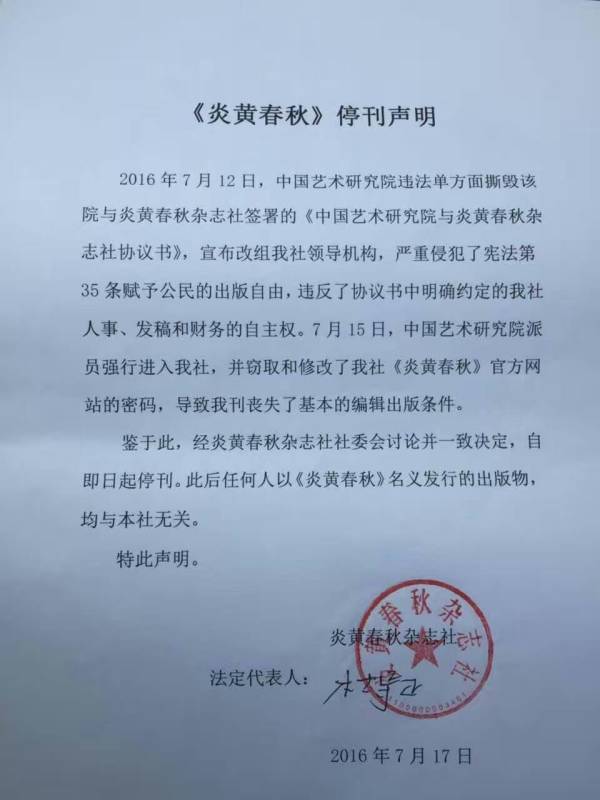 《炎黄春秋》停刊声明
2016年7月12日，中国艺术研究院违法单方面撕毁该
院与炎黄春秋杂志社签署的《中国艺术研究院与炎黄春秋杂
志社协议书》，宣布改组我社领导机构，严重侵犯了宪法第
35条赋予公民的出版自由，违反了协议书中明确约定的我社
人事、发稿和财务的自主权。7月15日，中国艺术研究院派
员强行进入我社，并窃取和修改了我社《炎黄春秋》官方网
站的密码，导致我刊丧失了基本的编辑出版条件。
鉴于此，经炎黄春秋杂志社社委会讨论并一致决定，自
即日起停刊。此后任何人以《炎黄春秋》名义发行的出版物，
均与本社无关。
特此声明。
炎黄春秋杂志社
炎黄春秋杂志社
法定代表人：
2016年7月17日